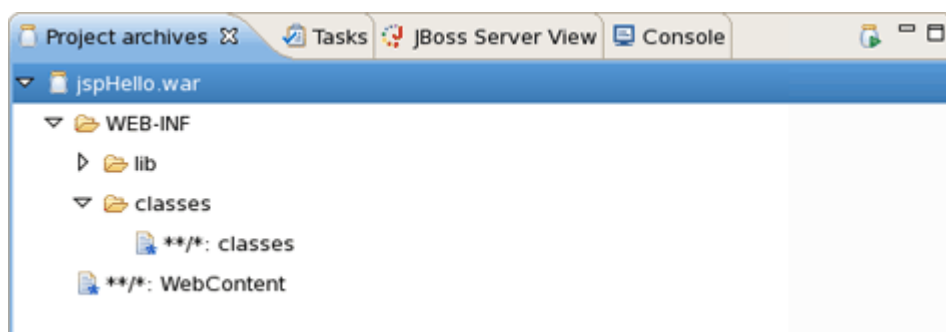 Project archives Tasks JBoss Server View Console
jspHello.war
WEB-INF
lib
classes
**/*: classes
**/*: WebContent